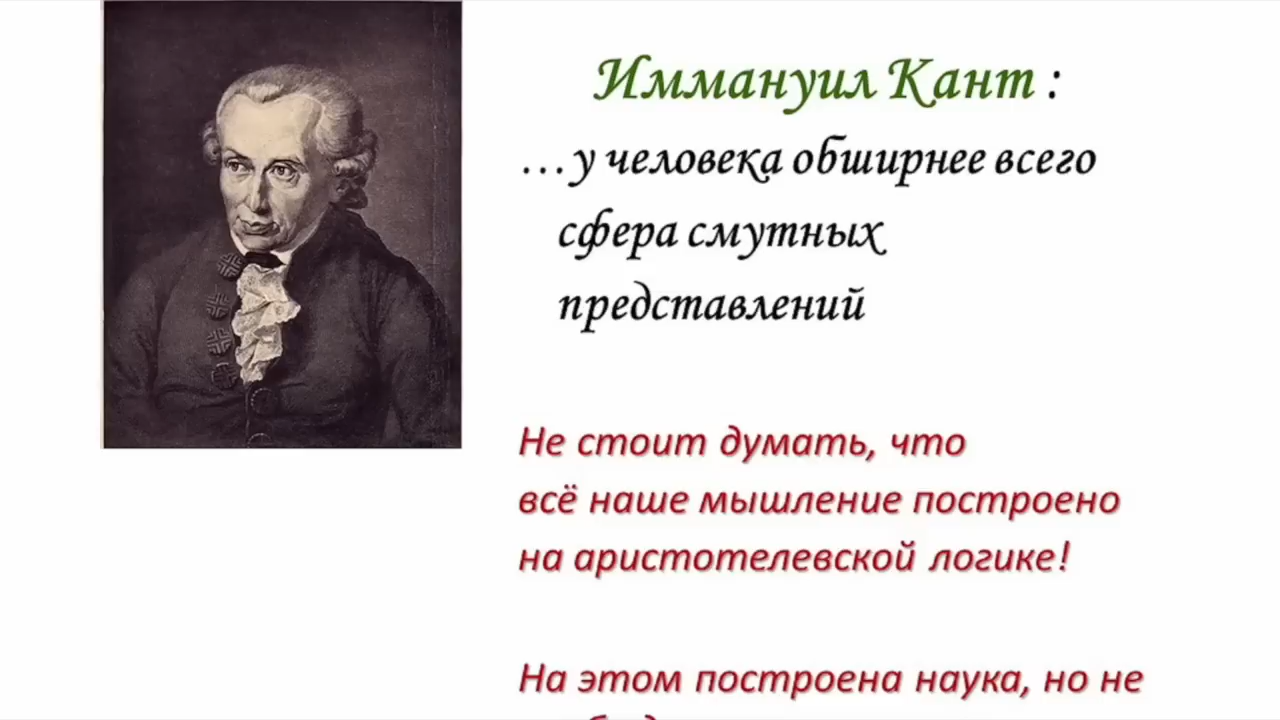 Иммануил Кант :
…у человека обширнее всего
сфера смутных
представлений
Не стоит думать, что
всё наше мышление построено
на аристотелевской логике!
На этом построена наука, но не